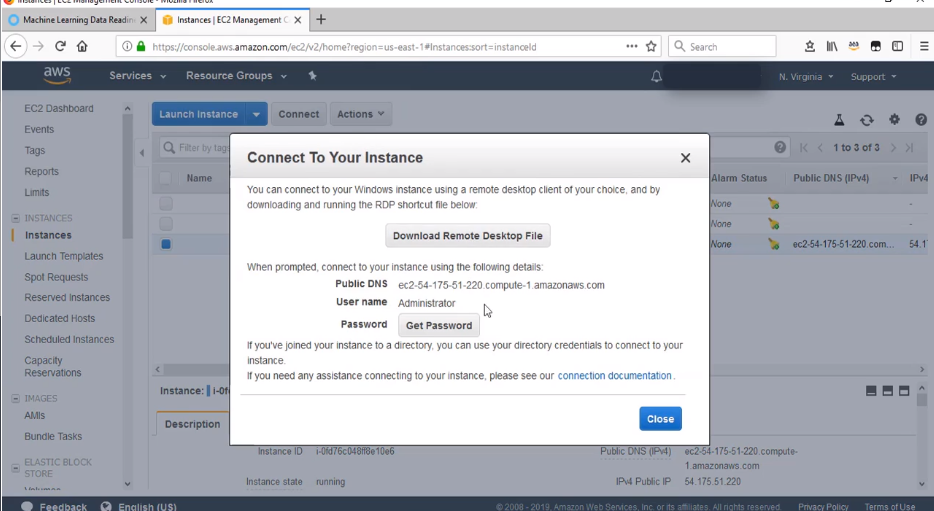 Instances | EC2 Management Console - Mozilla Firefox
Machine Learning Data Readin
Instances | EC2 Management C
https://console.aws.amazon.com/ec2/v2/home?region=us-east-1#Instances:sort=instanceId
Search
aws
Services
Resource Groups
N. Virginia
Support
EC2 Dashboard
Events
Tags
Reports
Limits
INSTANCES
Instances
Launch Templates
Spot Requests
Reserved Instances
Dedicated Hosts
Scheduled Instances
Capacity
Reservations
IMAGES
AMIs
Bundle Tasks
ELASTIC BLOCK
STORE
Launch Instance
Connect
Actions
Filter by tags
1 to 3 of 3
Name
Alarm Status
Public DNS (IPv4)
IPv4
None
-
None
-
None
ec2-54-175-51-220.com...
54.1
Connect To Your Instance
You can connect to your Windows instance using a remote desktop client of your choice, and by
downloading and running the RDP shortcut file below:
Download Remote Desktop File
When prompted, connect to your instance using the following details:
Public DNS ec2-54-175-51-220.compute-1.amazonaws.com
User name Administrator
Password Get Password
If you've joined your instance to a directory, you can use your directory credentials to connect to your
instance.
If you need any assistance connecting to your instance, please see our connection documentation.
Close
Instance: i-0fd
Description
Instance ID i-0fd76c048ff8e10e6
Public DNS (IPv4) ec2-54-175-51-220.compute-
1.amazonaws.com
Instance state running
IPv4 Public IP 54.175.51.220
Feedback
English (US)
© 2008 - 2019, Amazon Web Services, Inc. or its affiliates. All rights reserved.
Privacy Policy
Terms of Use